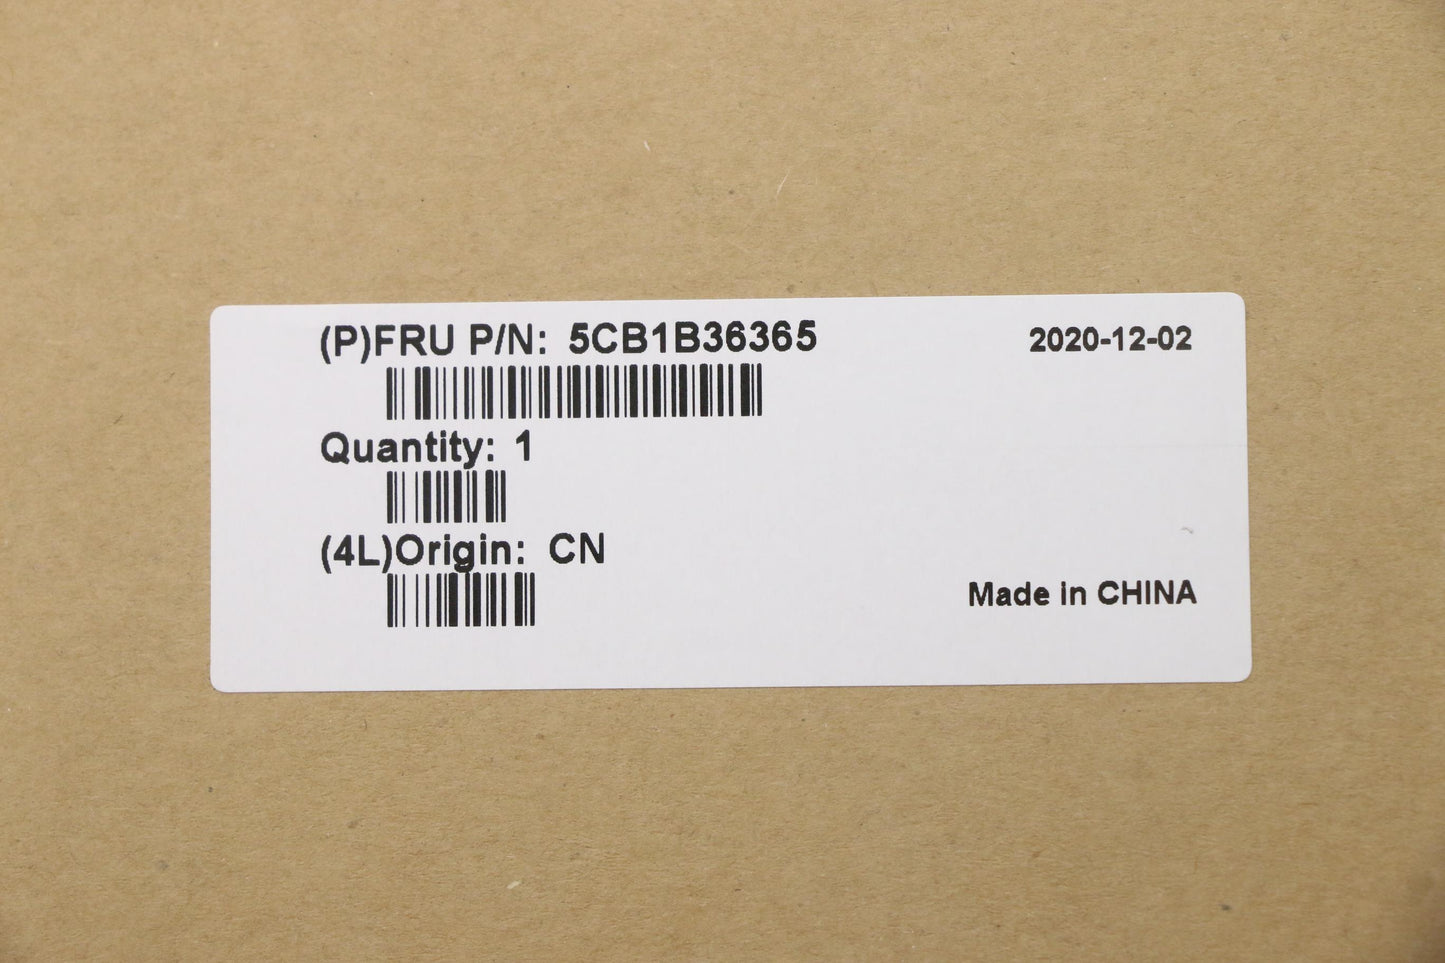 (P)FRU P/N: 5CB1B36365
2020-12-02
Quantity: 1
(4L)Origin: CN
Made in CHINA